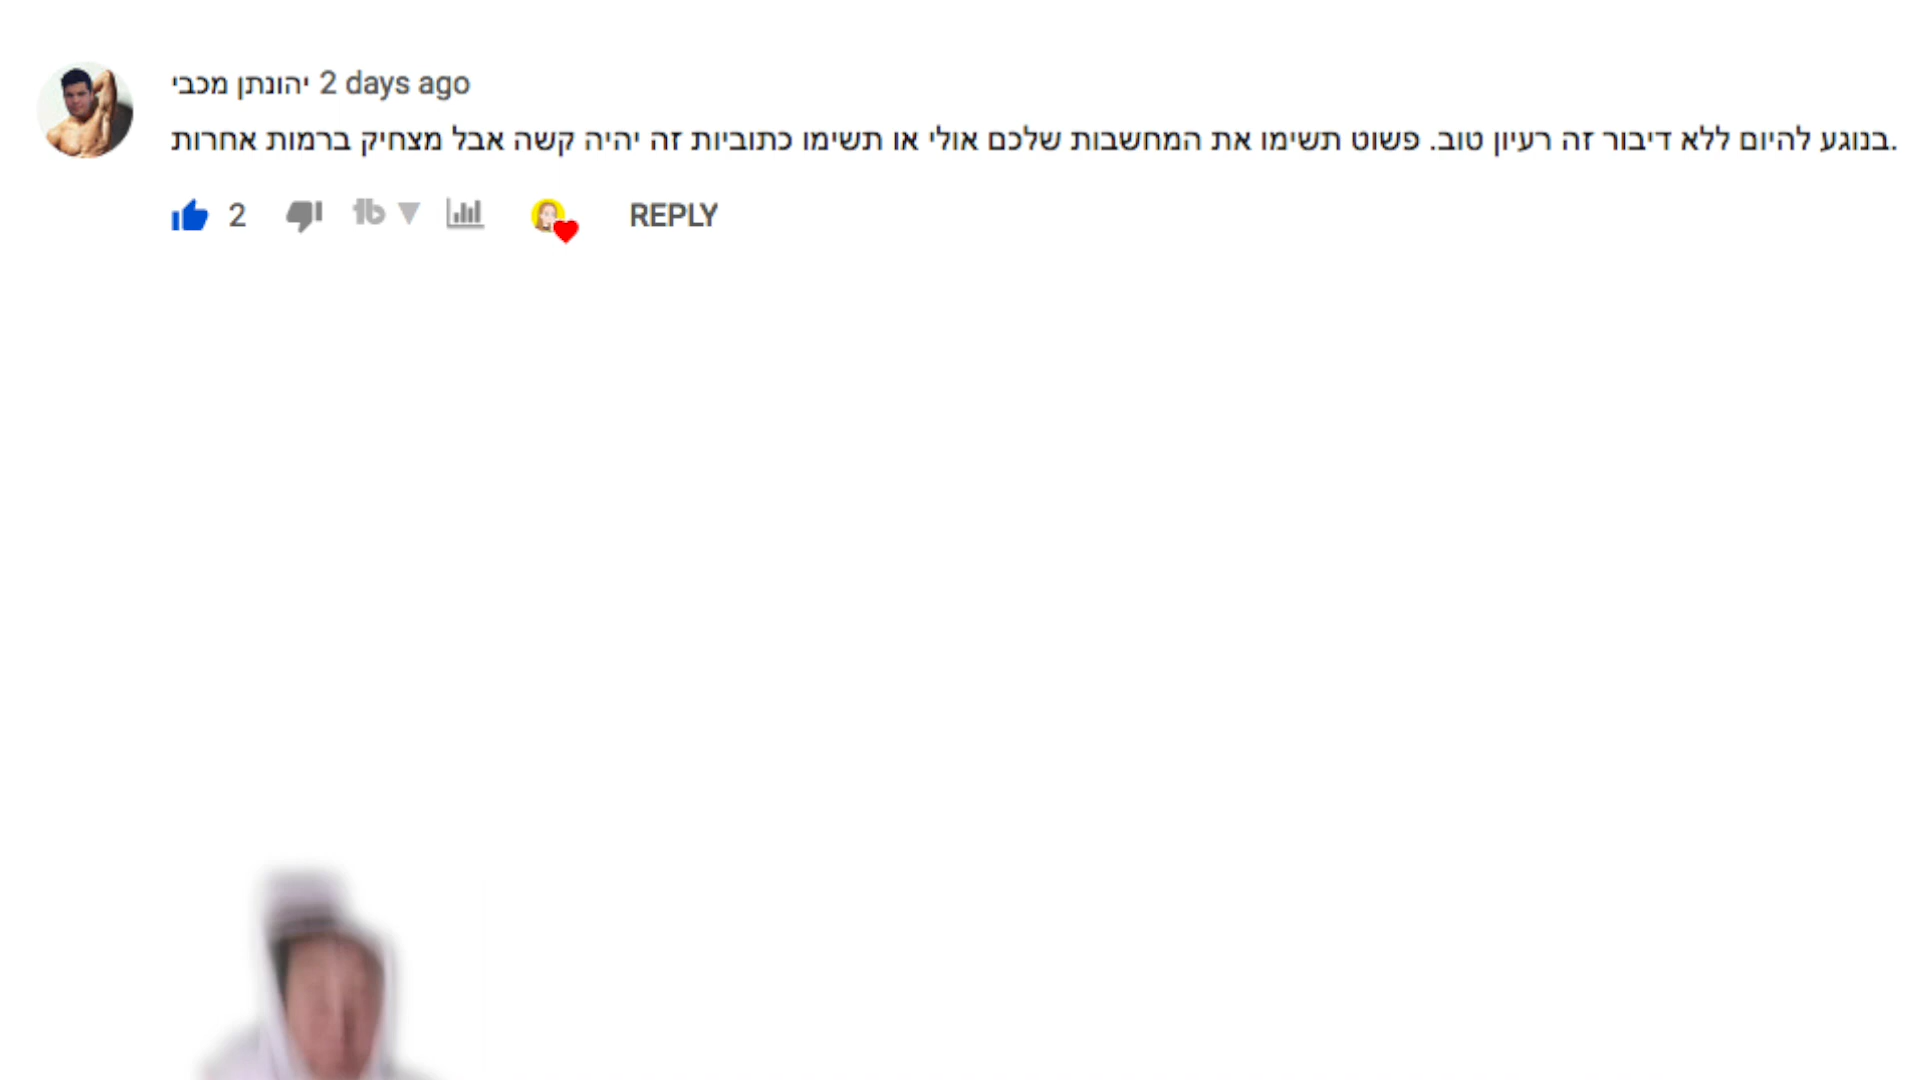 יהונתן מכבי 2 days ago
בנוגע להיום ללא דיבור זה רעיון טוב. פשוט תשימו את המחשבות שלכם אולי או תשימו כתוביות זה יהיה קשה אבל מצחיק ברמות אחרות.
2 tb REPLY